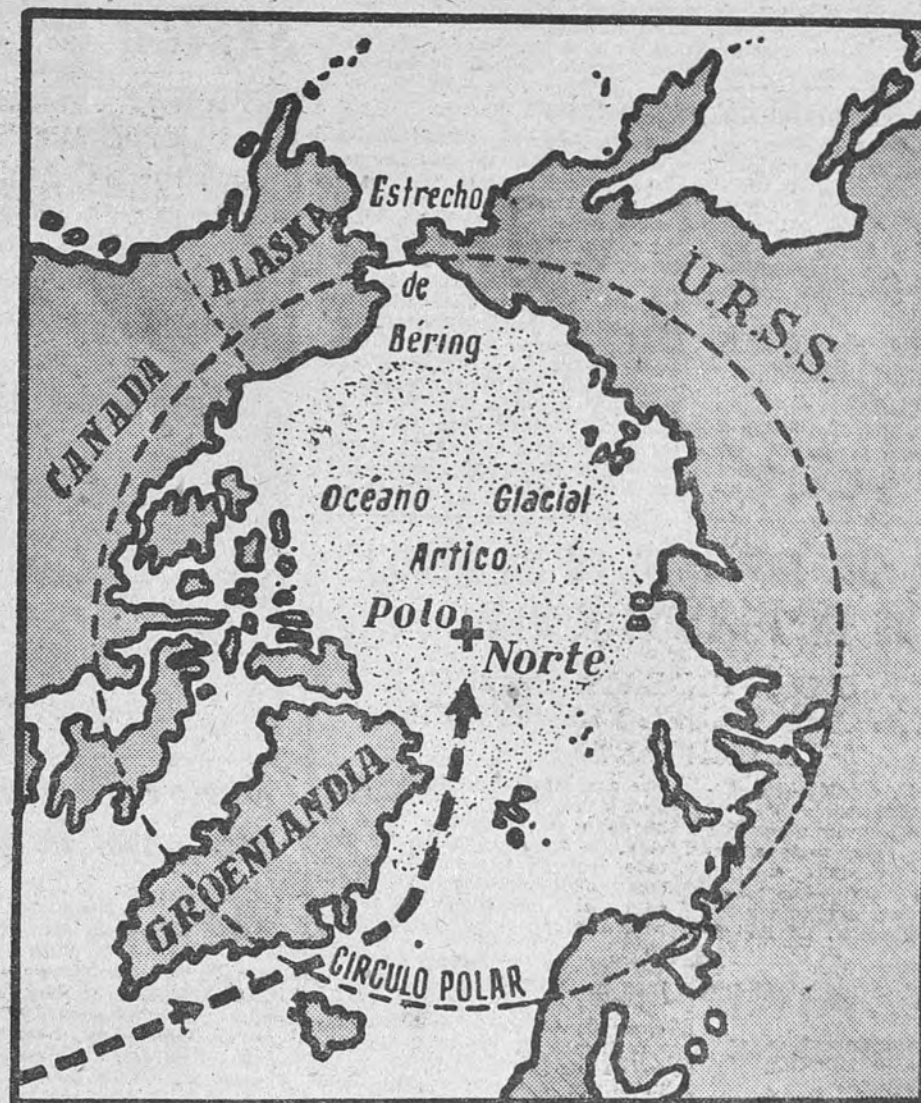 Estrecho
de
Béring
ALASKA
U.R.S.S.
CANADA
Océano Glacial
Artico
Polo
Norte
GROENLANDIA
CIRCULO POLAR